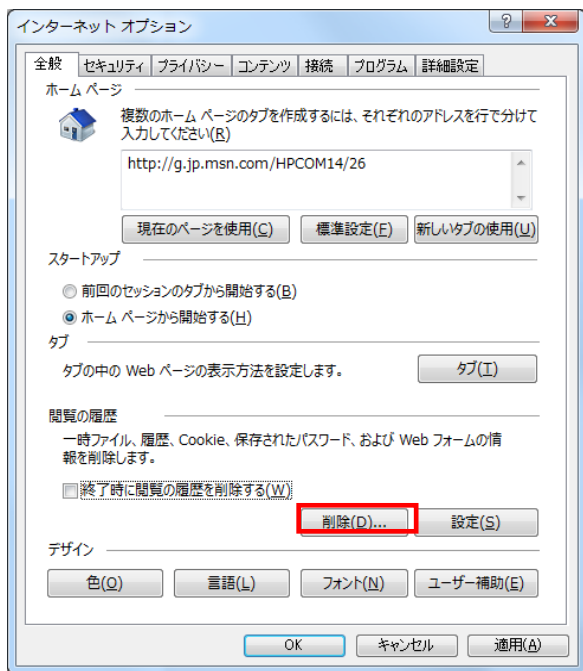 インターネット オプション
全般 セキュリティ プライバシー コンテンツ 接続 プログラム 詳細設定
ホーム ページ
複数のホーム ページのタブを作成するには、それぞれのアドレスを行で分けて
入力してください(R)
http://g.jp.msn.com/HPCOM14/26
現在のページを使用(C) 標準設定(F) 新しいタブの使用(U)
スタートアップ
前回のセッションのタブから開始する(B)
ホーム ページから開始する(H)
タブ
タブの中の Web ページの表示方法を設定します。 タブ(T)
閲覧の履歴
一時ファイル、履歴、Cookie、保存されたパスワード、および Web フォームの情
報を削除します。
終了時に閲覧の履歴を削除する(W)
削除(D)... 設定(S)
デザイン
色(O) 言語(L) フォント(N) ユーザー補助(E)
OK キャンセル 適用(A)